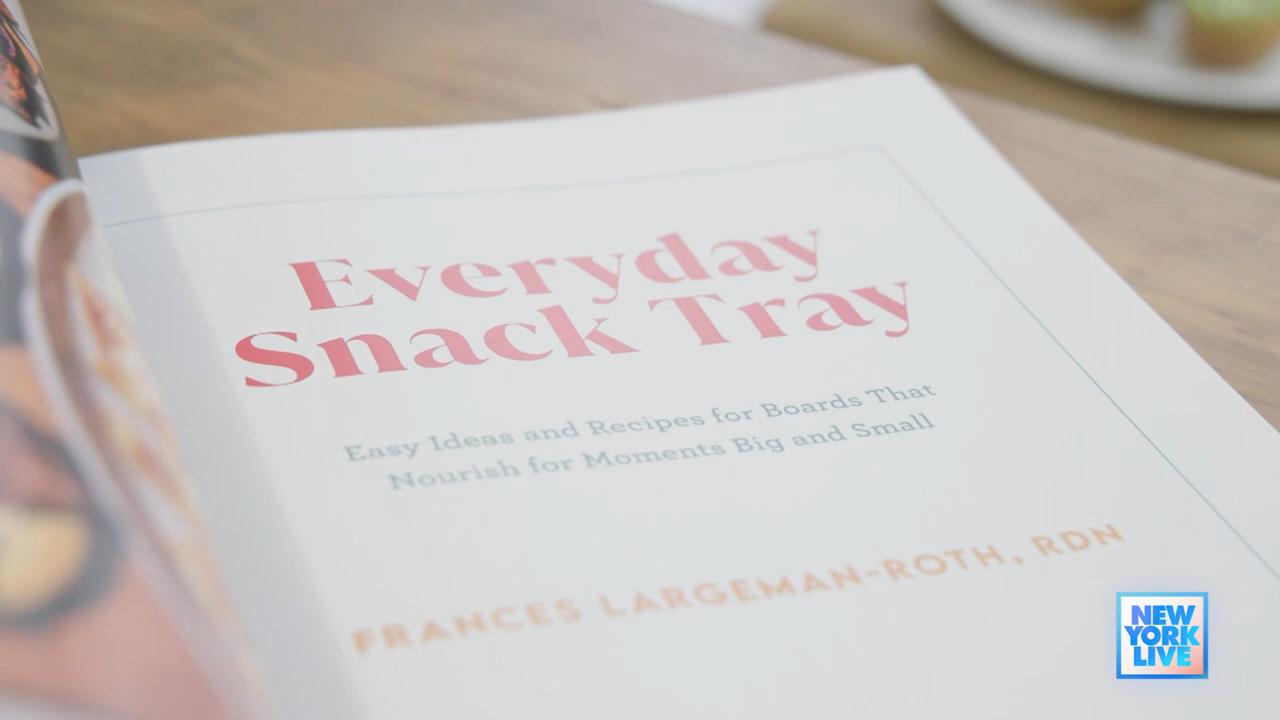 Everyday
Snack Tray
Easy Ideas and Recipes for Boards That
Nourish for Moments Big and Small
FRANCES LARGEMAN-ROTH, RDN
NEW
YORK
LIVE